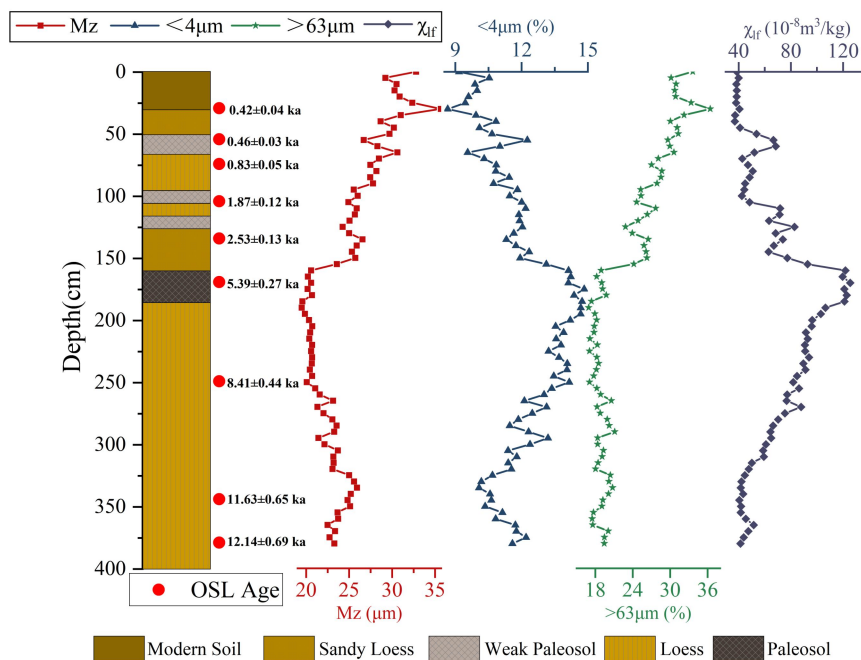 Mz <4μm >63μm χlf
<4μm (%) χlf (10⁻⁸m³/kg)
9 12 15 40 80 120
Depth(cm)
0
50
100
150
200
250
300
350
400
0.42±0.04 ka
0.46±0.03 ka
0.83±0.05 ka
1.87±0.12 ka
2.53±0.13 ka
5.39±0.27 ka
8.41±0.44 ka
11.63±0.65 ka
12.14±0.69 ka
OSL Age
20 25 30 35 18 24 30 36
Mz (μm) >63μm (%)
Modern Soil Sandy Loess Weak Paleosol Loess Paleosol